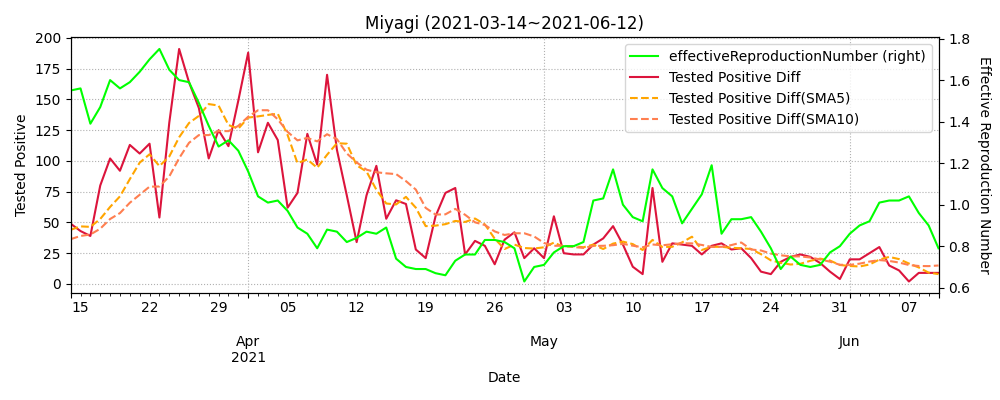 Miyagi (2021-03-14~2021-06-12)
effectiveReproductionNumber (right)
Tested Positive Diff
Tested Positive Diff(SMA5)
Tested Positive Diff(SMA10)
Tested Positive
200
175
150
125
100
75
50
25
0
1.8
1.6
1.4
1.2
1.0
0.8
0.6
Effective Reproduction Number
15 22 29 05 12 19 26 03 10 17 24 31 07
Apr May Jun
2021
Date